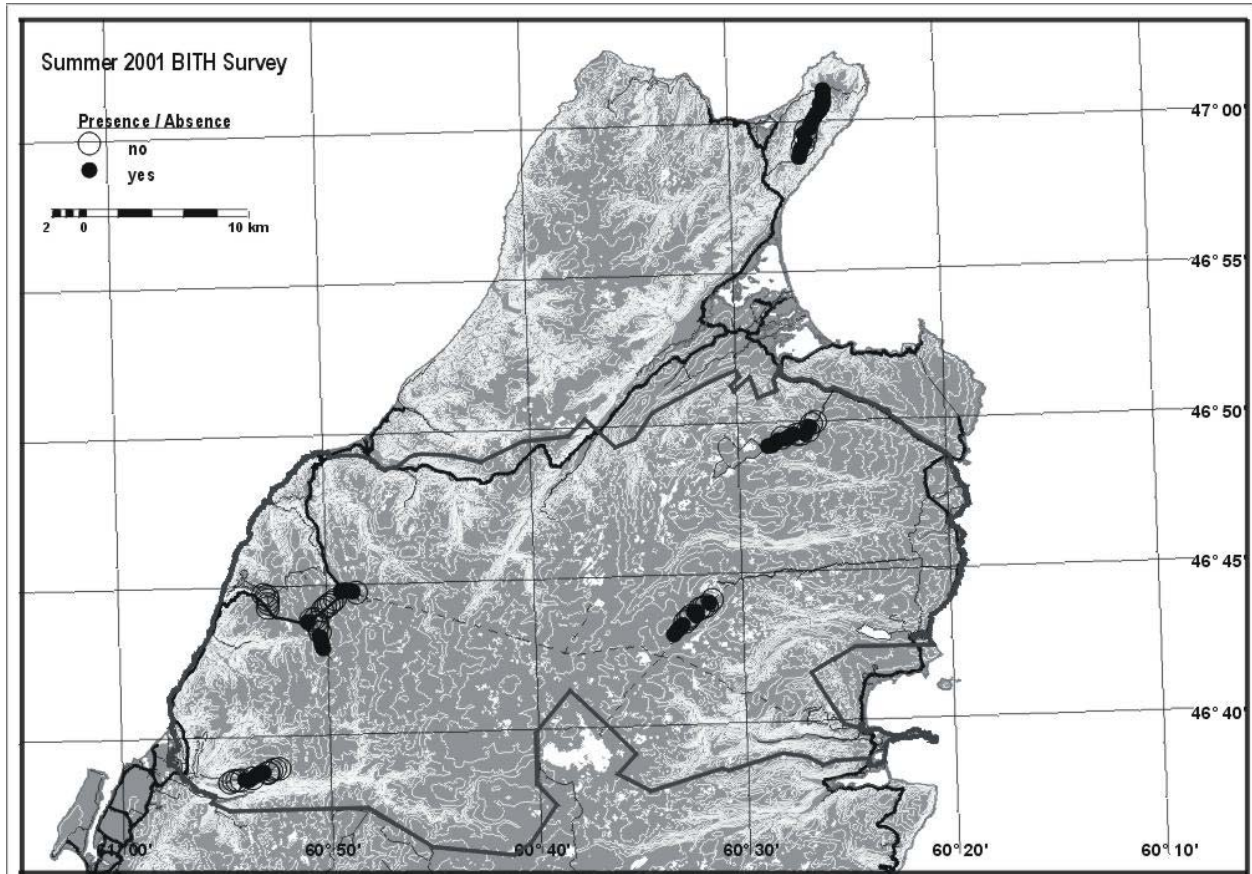 Summer 2001 BITH Survey
Presence / Absence
no
yes
2 0 10 km
47° 00'
46° 55'
46° 50'
46° 45'
46° 40'
61° 00' 60° 50' 60° 40' 60° 30' 60° 20' 60° 10'